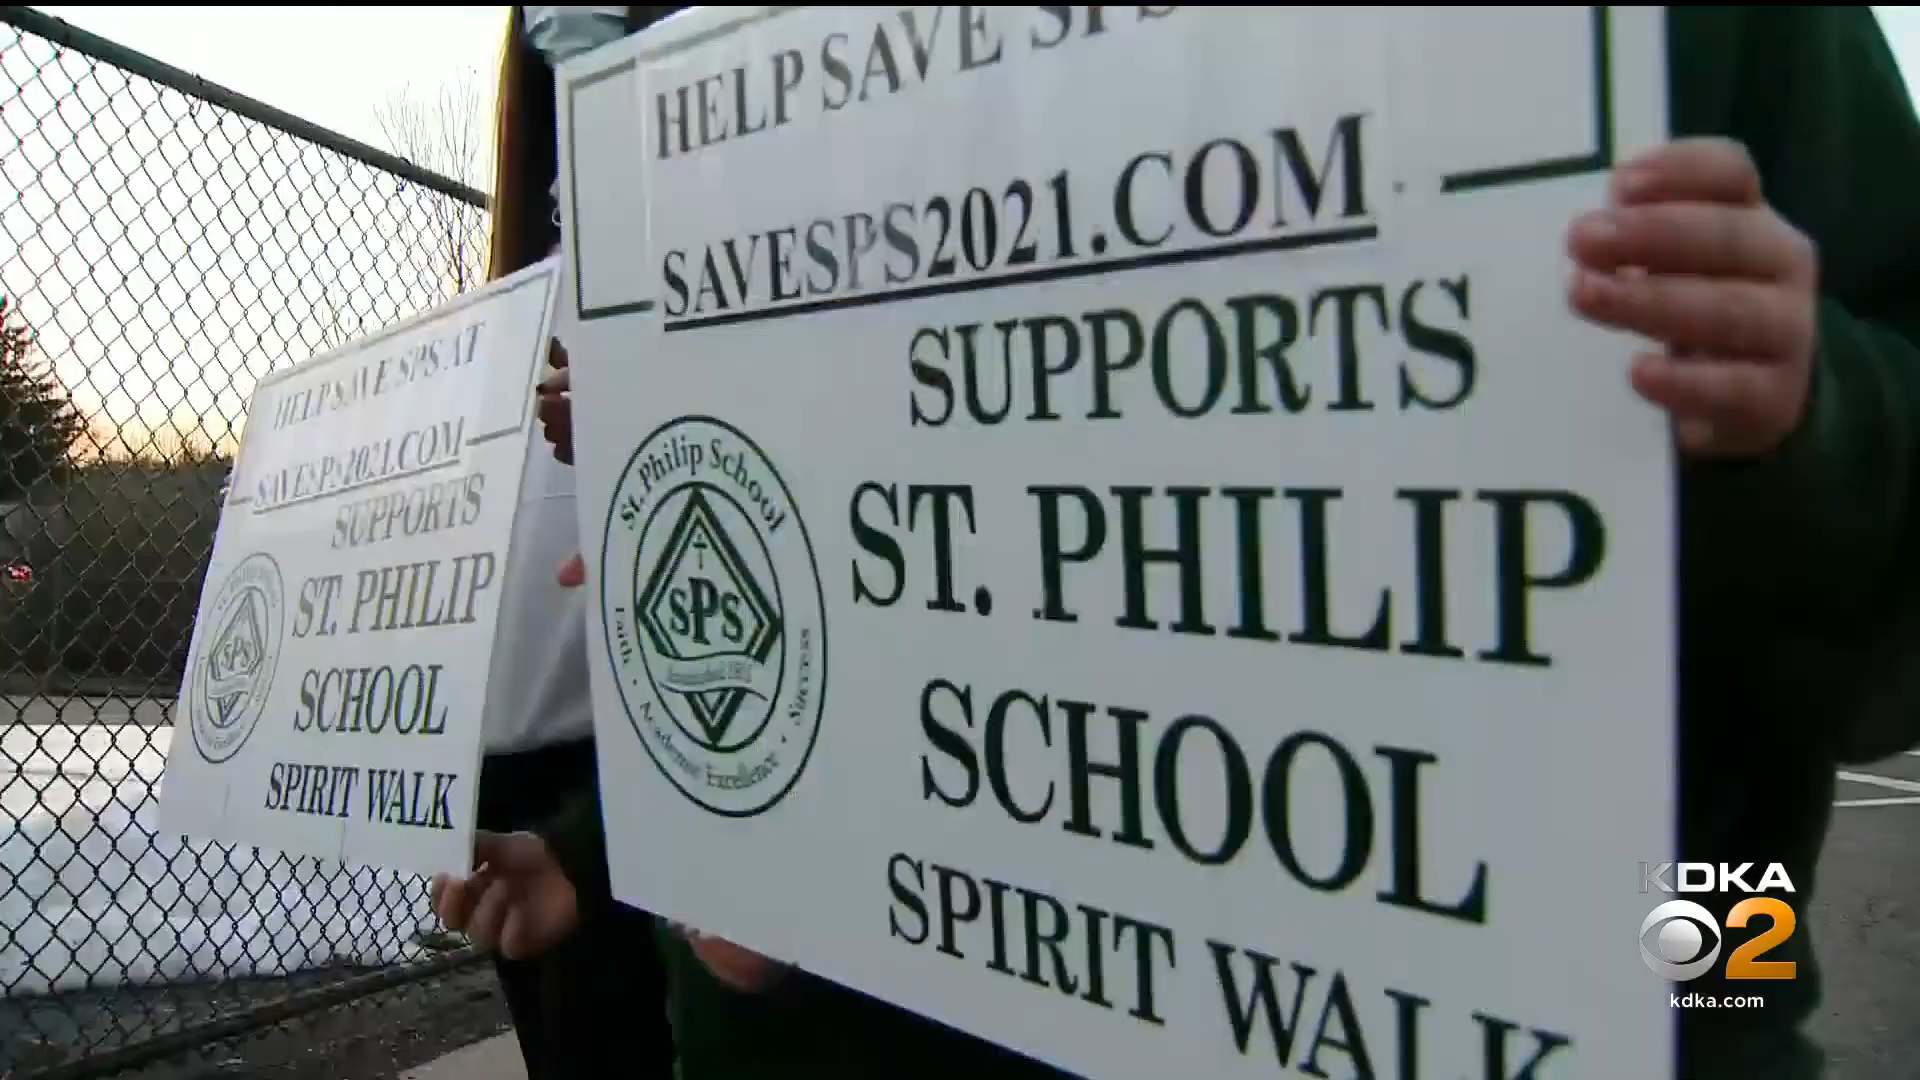 HELP SAVE
SAVESPS2021.COM
SUPPORTS
ST. PHILIP
SCHOOL
SPIRIT WALK
St. Philip School
SPS
Faith • Academic Excellence • Success
HELP SAVE SPS AT
SAVESPS2021.COM
SUPPORTS
ST. PHILIP
SCHOOL
SPIRIT WALK
SPS
KDKA
2
kdka.com